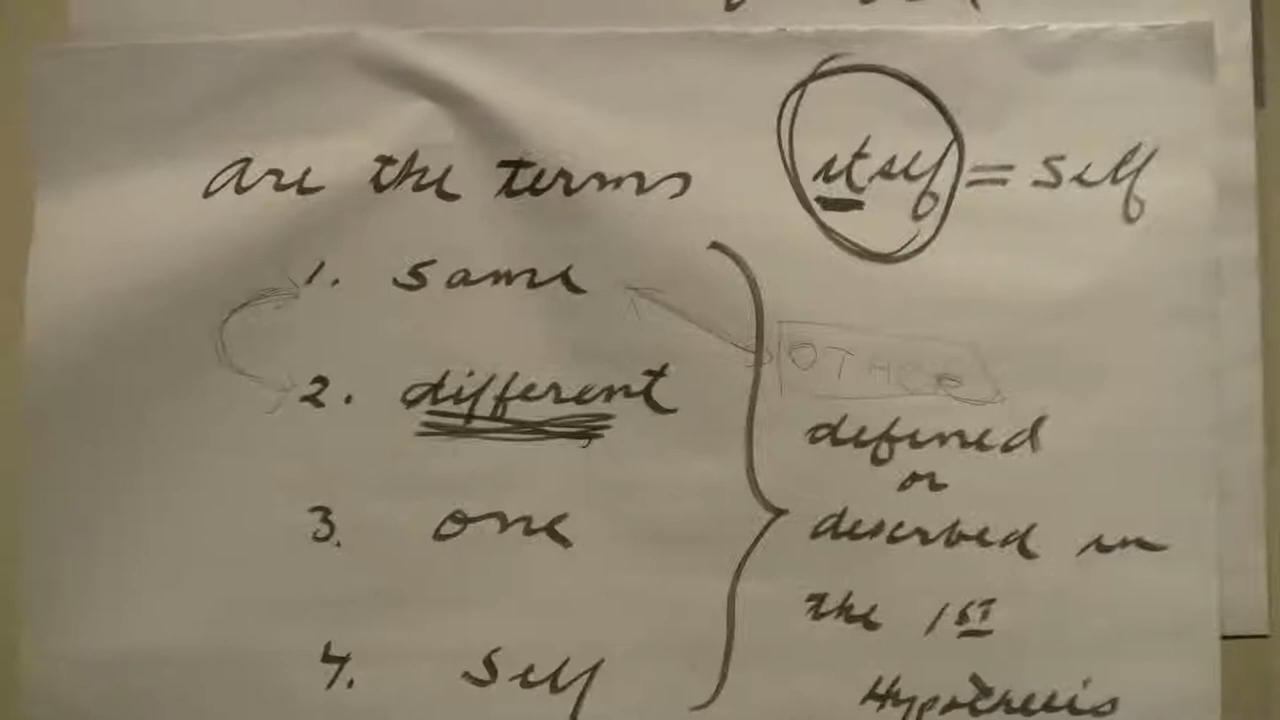 are the terms
itself = self
1. same
OTHER
2. different
3. one
4. self
defined
or
described in
the 1ST
Hypothesis